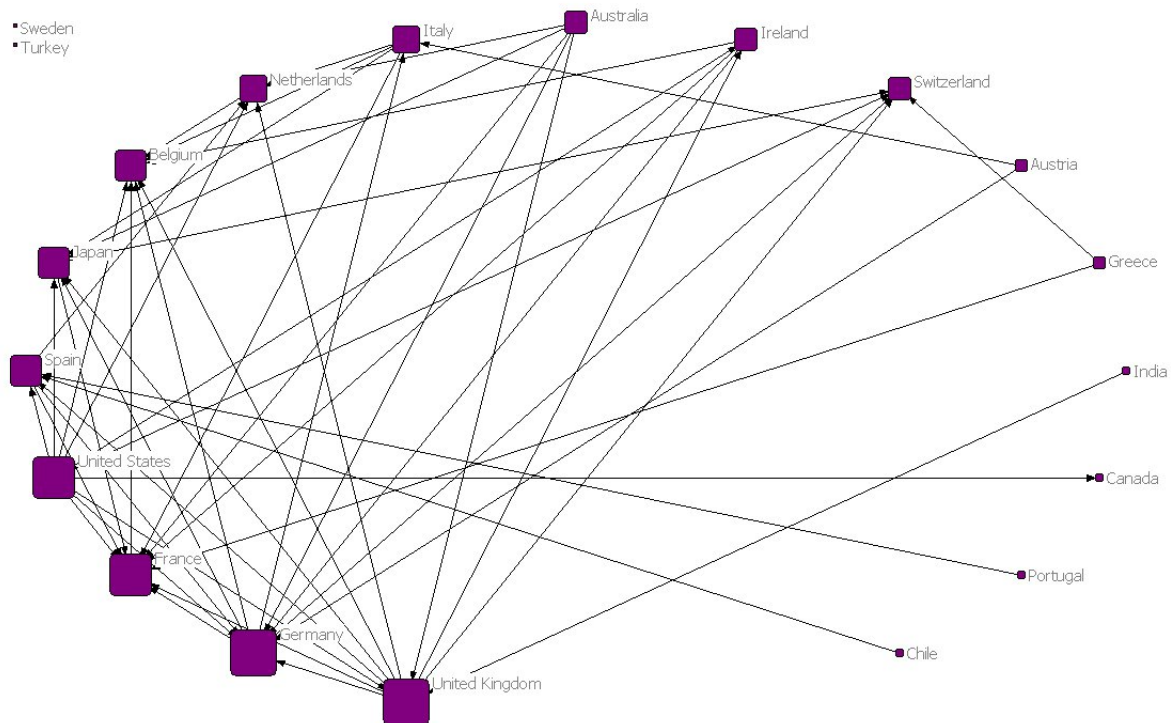 Sweden
Turkey
Italy
Australia
Ireland
Netherlands
Switzerland
Belgium
Austria
Japan
Greece
Spain
India
United States
Canada
France
Portugal
Germany
Chile
United Kingdom